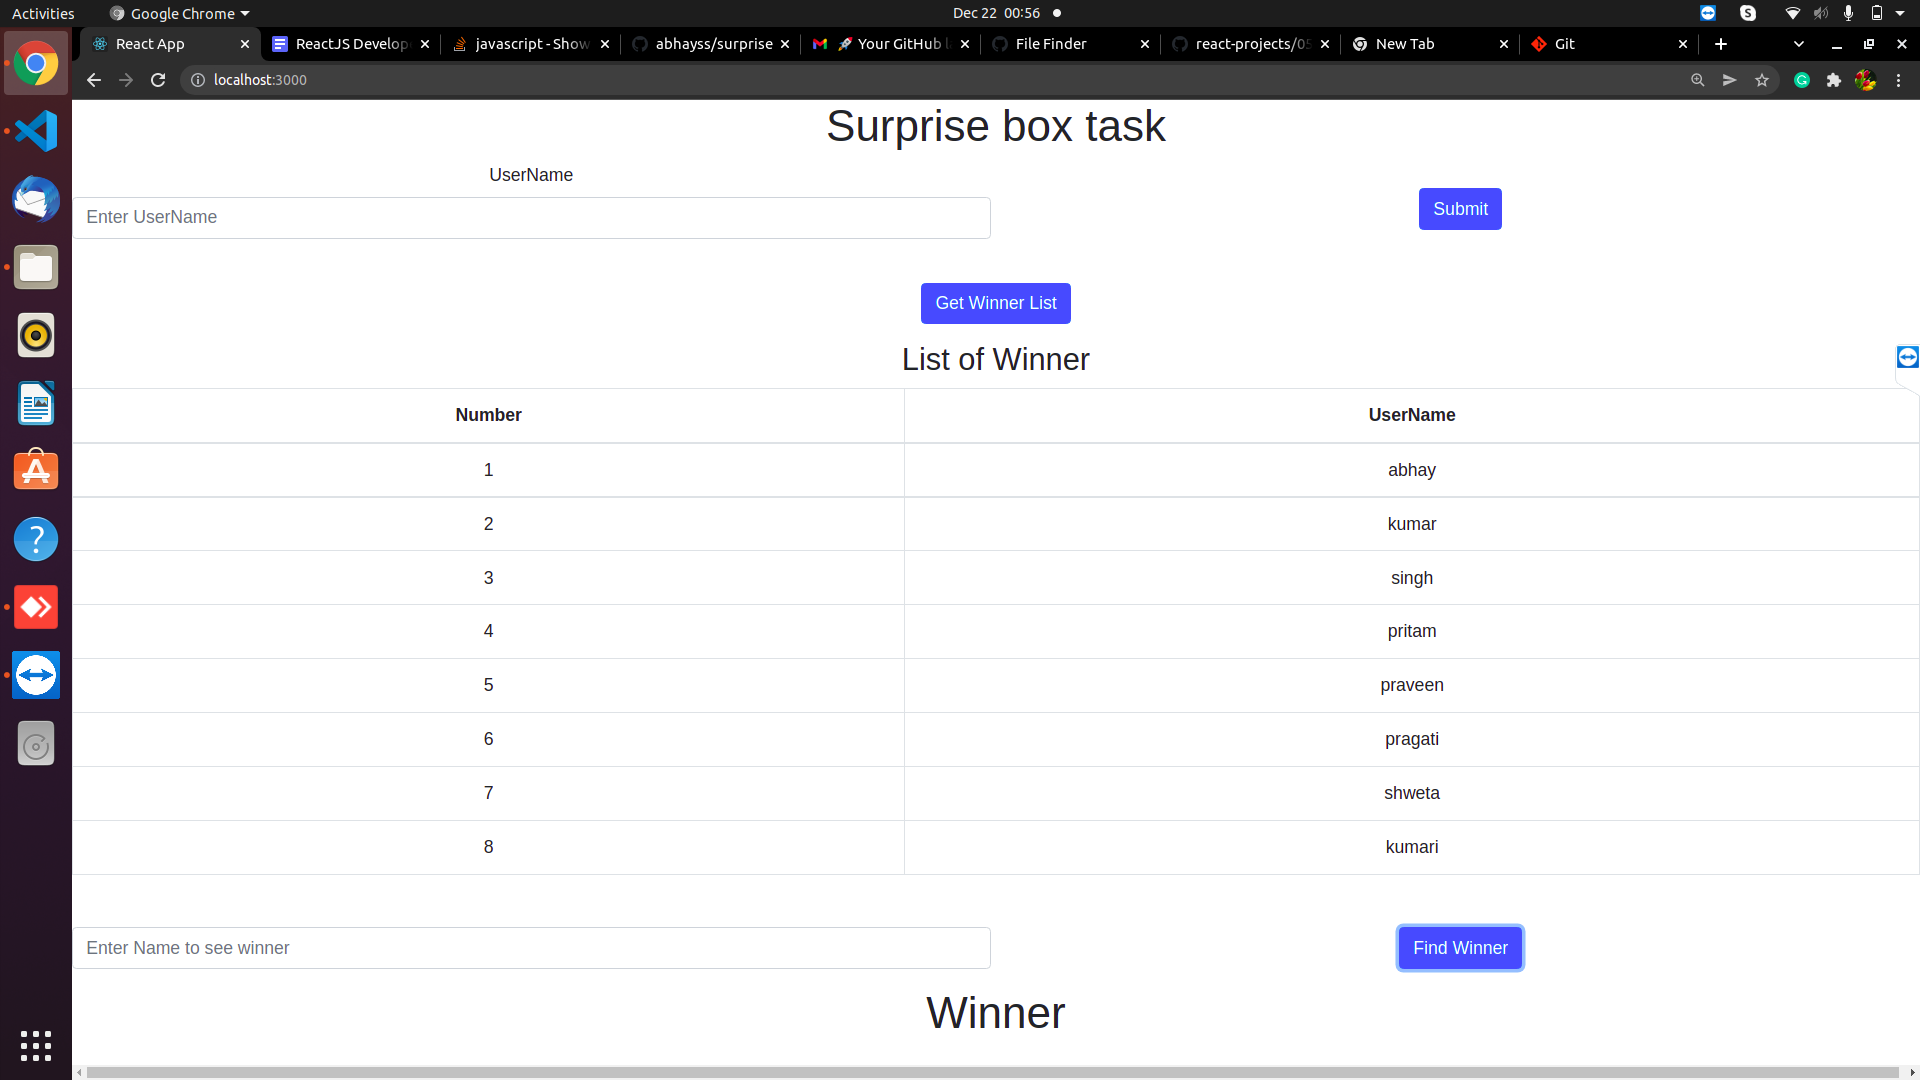 Activities Google Chrome Dec 22 00:56
React App ReactJS Develop javascript - Show abhayss/surprise Your GitHub File Finder react-projects/05 New Tab Git
localhost:3000
Surprise box task
UserName
Enter UserName Submit
Get Winner List
List of Winner
Number UserName
1 abhay
2 kumar
3 singh
4 pritam
5 praveen
6 pragati
7 shweta
8 kumari
Enter Name to see winner Find Winner
Winner